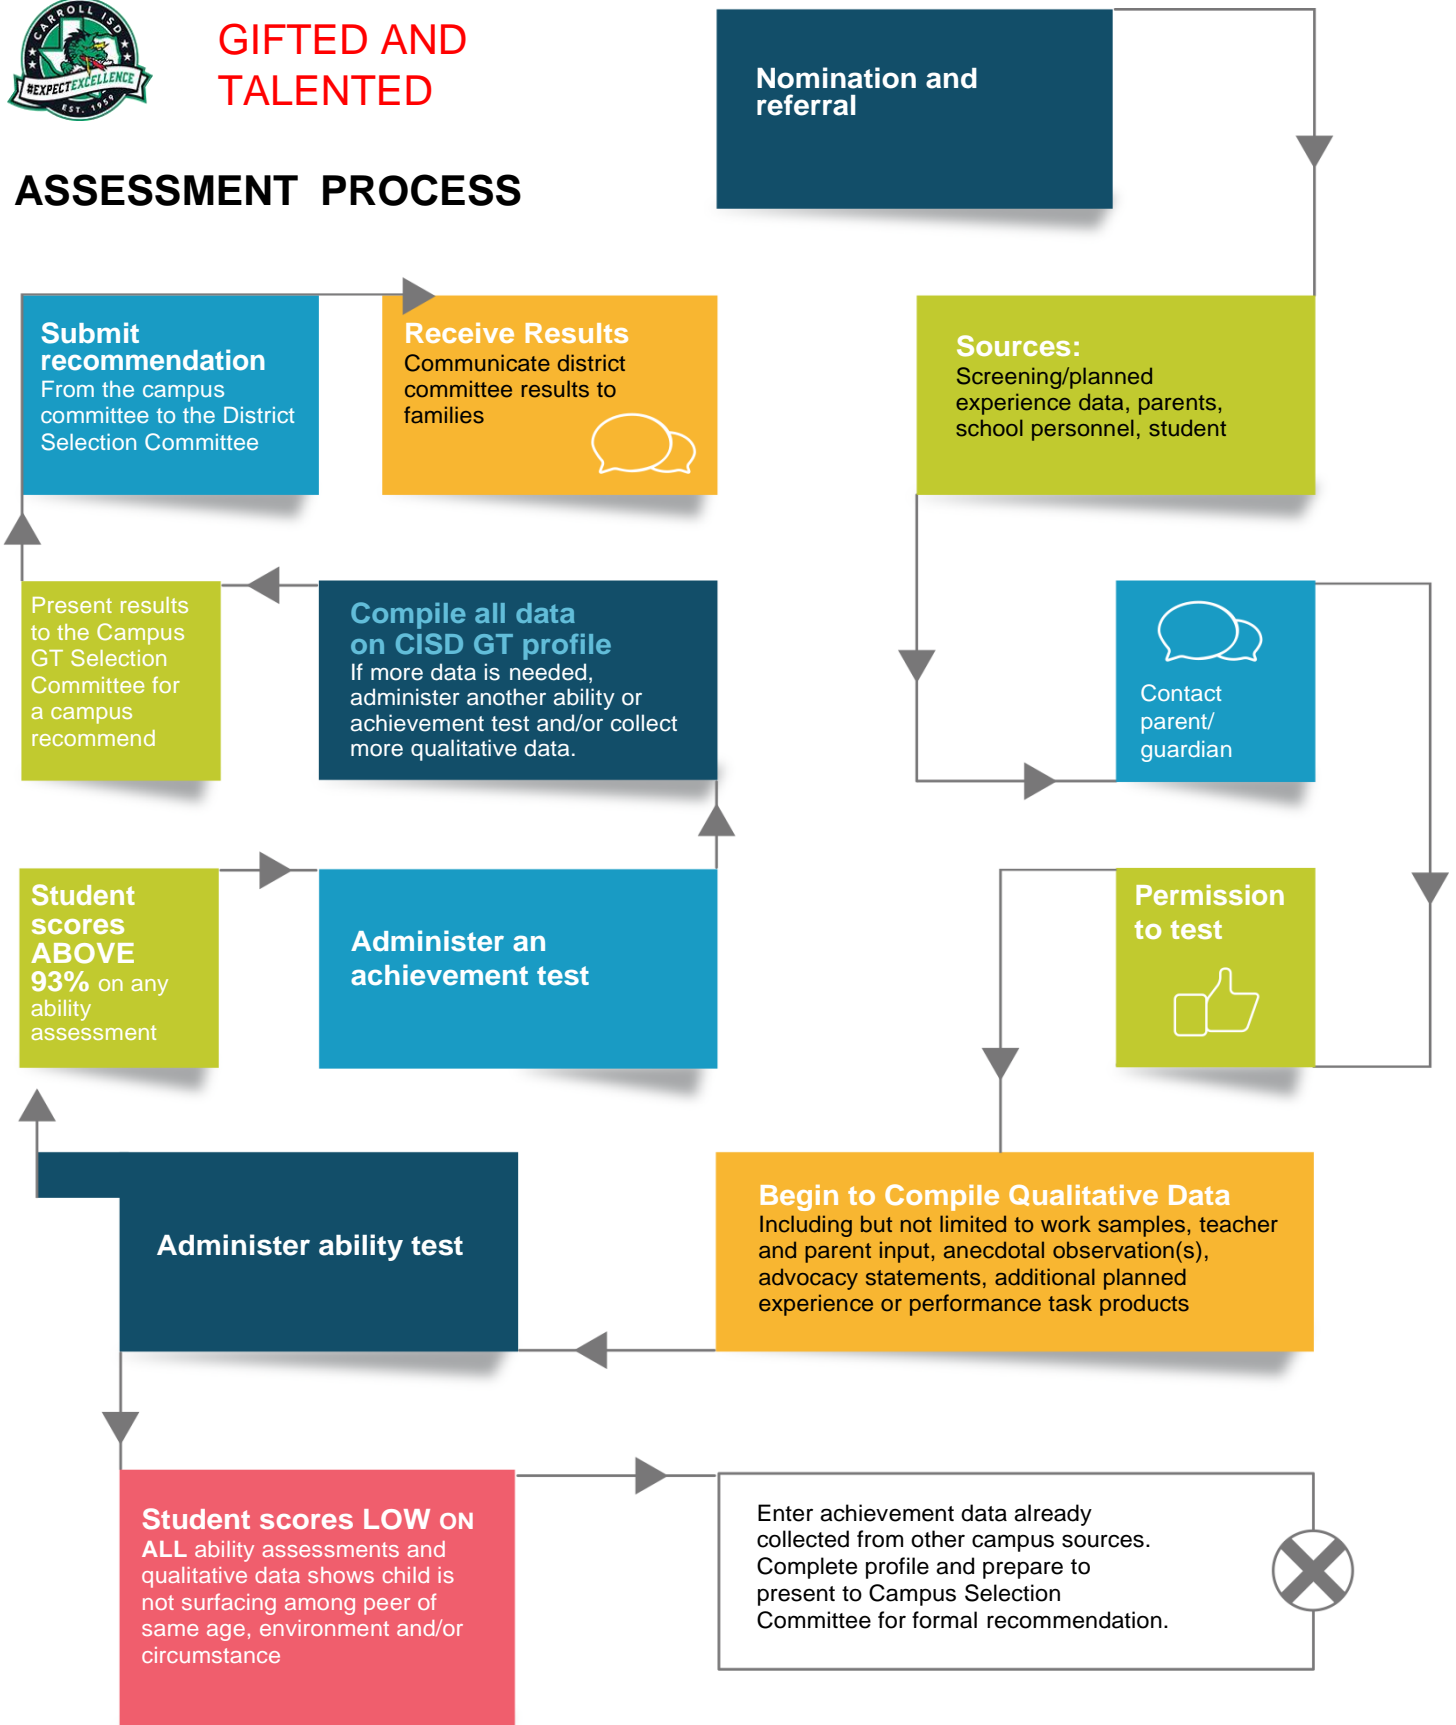 CARROLL ISD
#EXPECTEXCELLENCE
EST. 1959
GIFTED AND
TALENTED
ASSESSMENT PROCESS
Nomination and
referral
Sources:
Screening/planned
experience data, parents,
school personnel, student
Contact
parent/
guardian
Permission
to test
Begin to Compile Qualitative Data
Including but not limited to work samples, teacher
and parent input, anecdotal observation(s),
advocacy statements, additional planned
experience or performance task products
Administer ability test
Student scores LOW ON
ALL ability assessments and
qualitative data shows child is
not surfacing among peer of
same age, environment and/or
circumstance
Enter achievement data already
collected from other campus sources.
Complete profile and prepare to
present to Campus Selection
Committee for formal recommendation.
Student
scores
ABOVE
93% on any
ability
assessment
Administer an
achievement test
Compile all data
on CISD GT profile
If more data is needed,
administer another ability or
achievement test and/or collect
more qualitative data.
Present results
to the Campus
GT Selection
Committee for
a campus
recommend
Submit
recommendation
From the campus
committee to the District
Selection Committee
Receive Results
Communicate district
committee results to
families